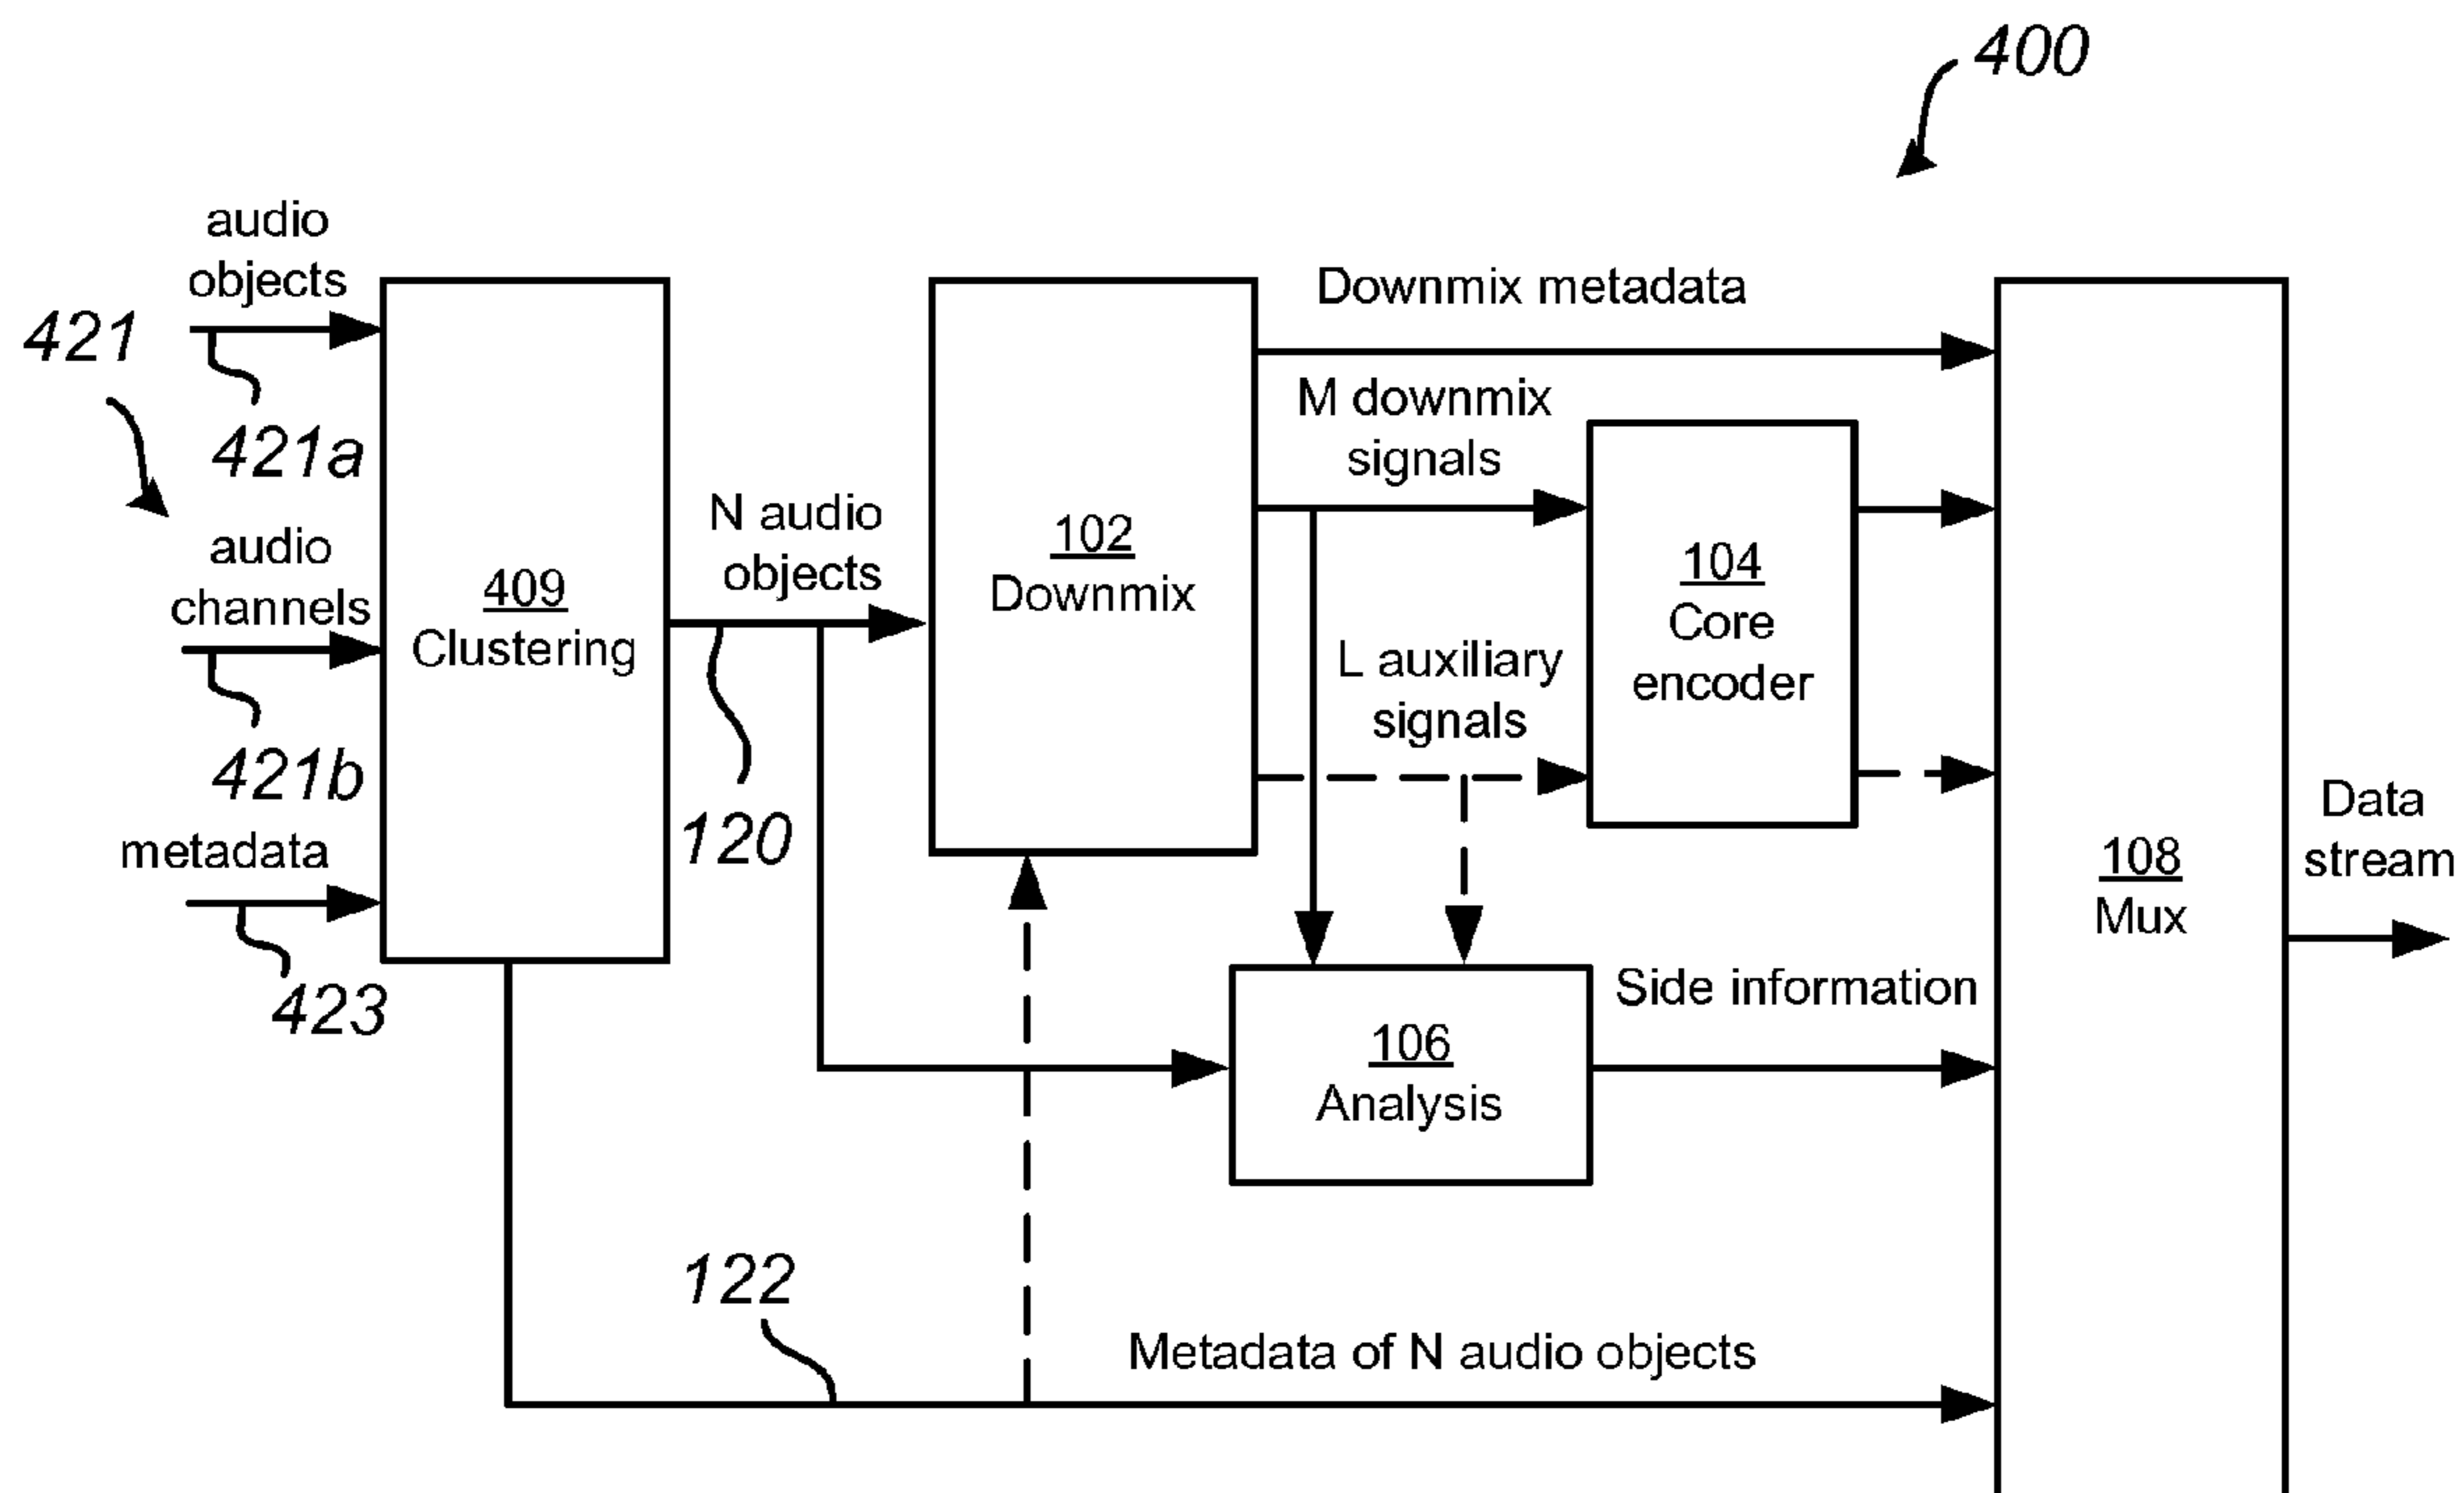 400
audio
objects
421
421a
audio
channels
421b
metadata
423
409
Clustering
N audio
objects
120
102
Downmix
Downmix metadata
M downmix
signals
L auxiliary
signals
104
Core
encoder
106
Analysis
Side information
122
Metadata of N audio objects
108
Mux
Data
stream